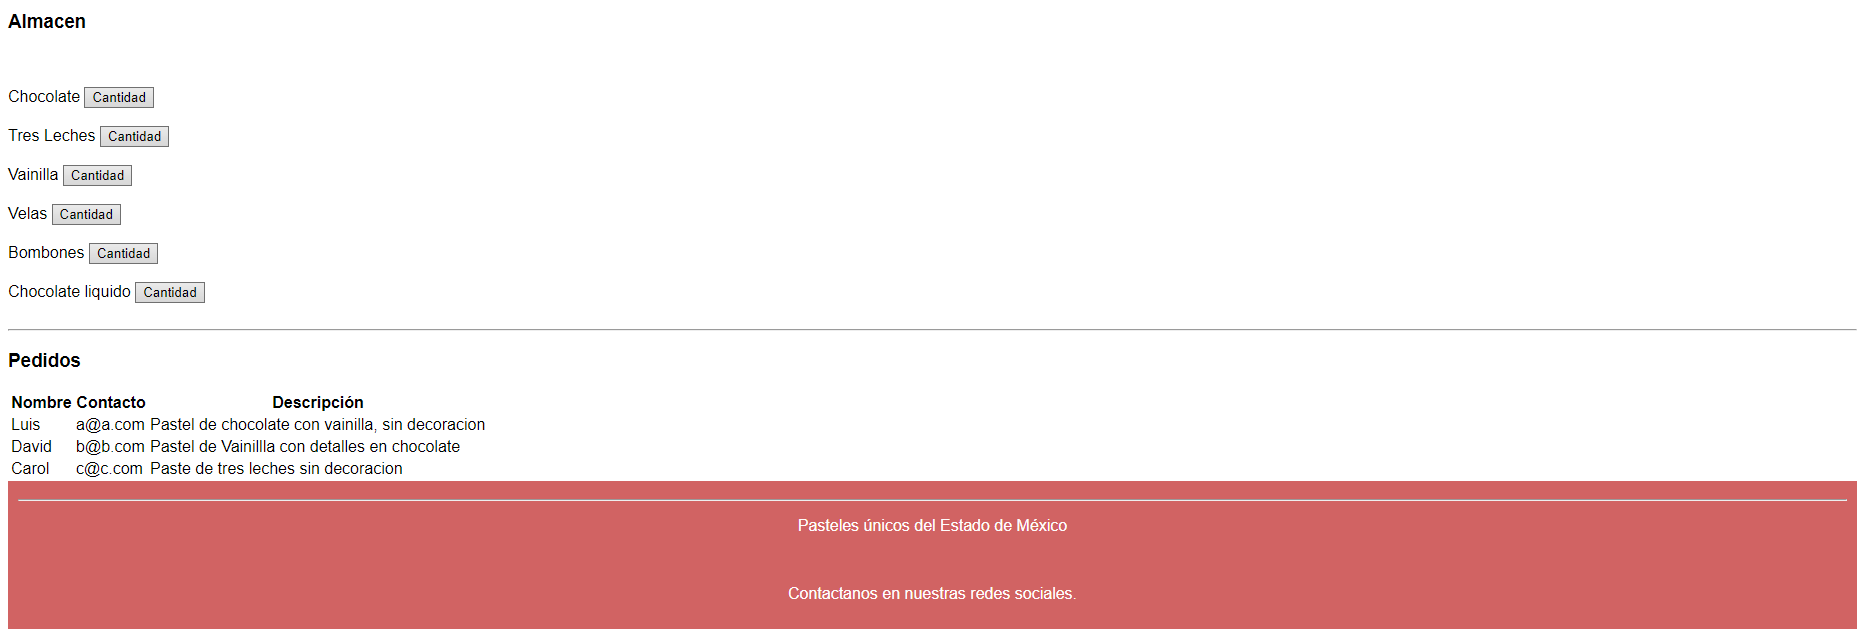 Almacen
Chocolate Cantidad
Tres Leches Cantidad
Vainilla Cantidad
Velas Cantidad
Bombones Cantidad
Chocolate liquido Cantidad
Pedidos
Nombre Contacto Descripción
Luis a@a.com Pastel de chocolate con vainilla, sin decoracion
David b@b.com Pastel de Vainillla con detalles en chocolate
Carol c@c.com Paste de tres leches sin decoracion
Pasteles únicos del Estado de México
Contactanos en nuestras redes sociales.